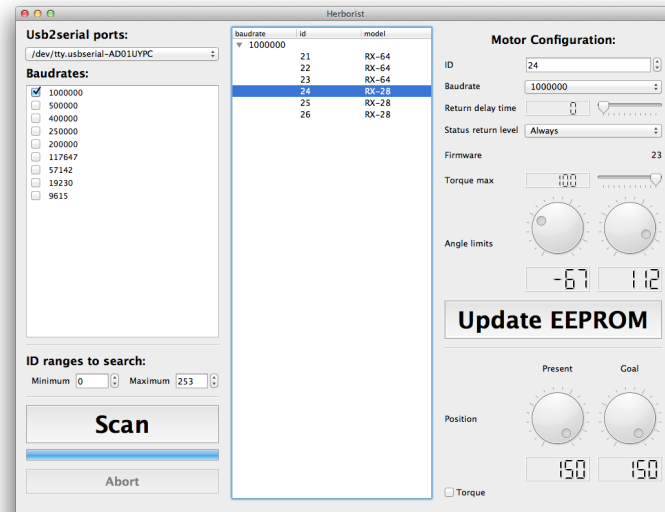 Herborist
Usb2serial ports:
/dev/tty.usbserial-AD01UYPC
Baudrates:
1000000
500000
400000
250000
200000
117647
57142
19230
9615
ID ranges to search:
Minimum 0 Maximum 253
Scan
Abort
baudrate id model
1000000
21 RX-64
22 RX-64
23 RX-64
24 RX-28
25 RX-28
26 RX-28
Motor Configuration:
ID 24
Baudrate 1000000
Return delay time 0
Status return level Always
Firmware 23
Torque max 100
Angle limits
-67 112
Update EEPROM
Present Goal
Position
150 150
Torque